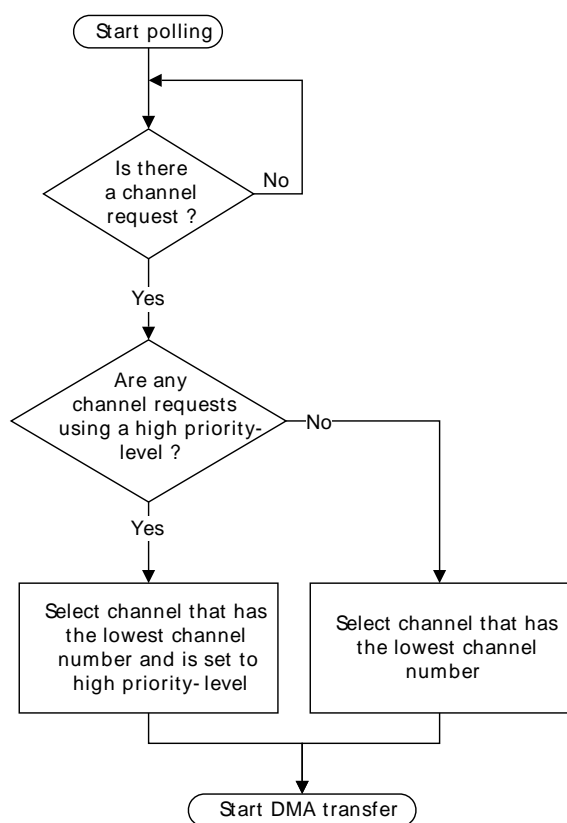 Start polling
Is there
a channel
request ?
No
Yes
Are any
channel requests
using a high priority-
level ?
No
Yes
Select channel that has
the lowest channel
number and is set to
high priority-level
Select channel that has
the lowest channel
number
Start DMA transfer